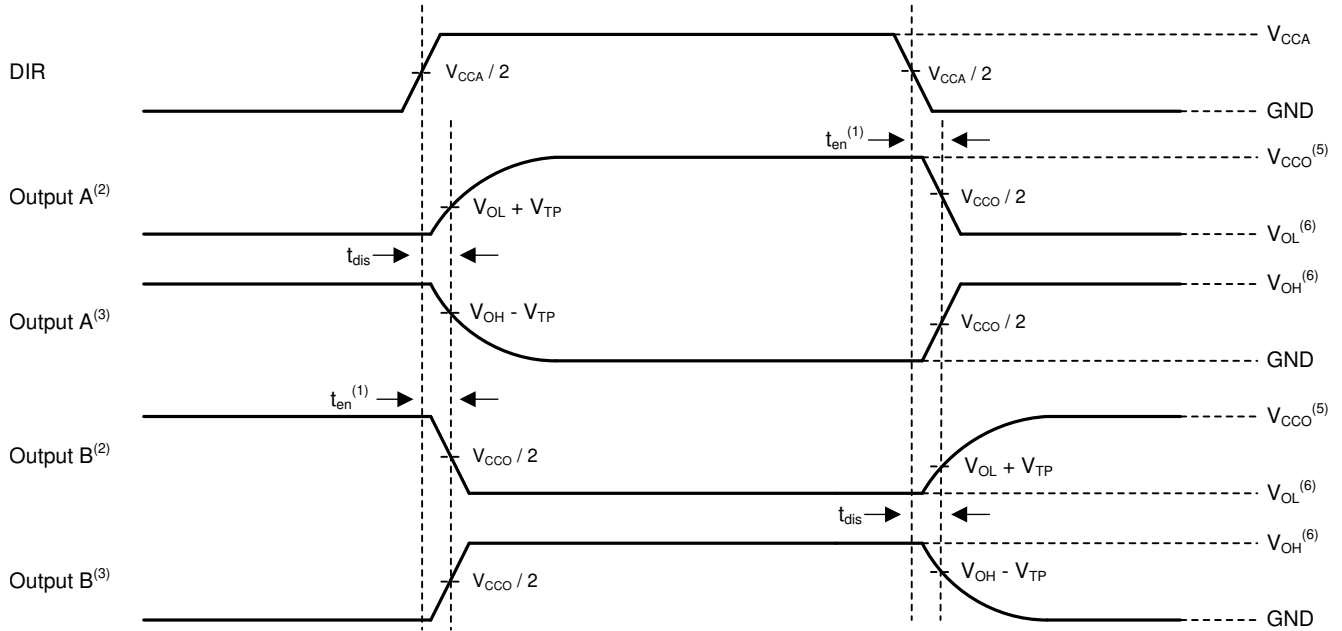 V_CCA
DIR
V_CCA / 2
V_CCA / 2
GND
t_en^(1)
V_CCO^(5)
Output A^(2)
V_OL + V_TP
V_CCO / 2
V_OL^(6)
t_dis
V_OH^(6)
Output A^(3)
V_OH - V_TP
V_CCO / 2
GND
t_en^(1)
V_CCO^(5)
Output B^(2)
V_CCO / 2
V_OL + V_TP
V_OL^(6)
t_dis
V_OH^(6)
Output B^(3)
V_CCO / 2
V_OH - V_TP
GND